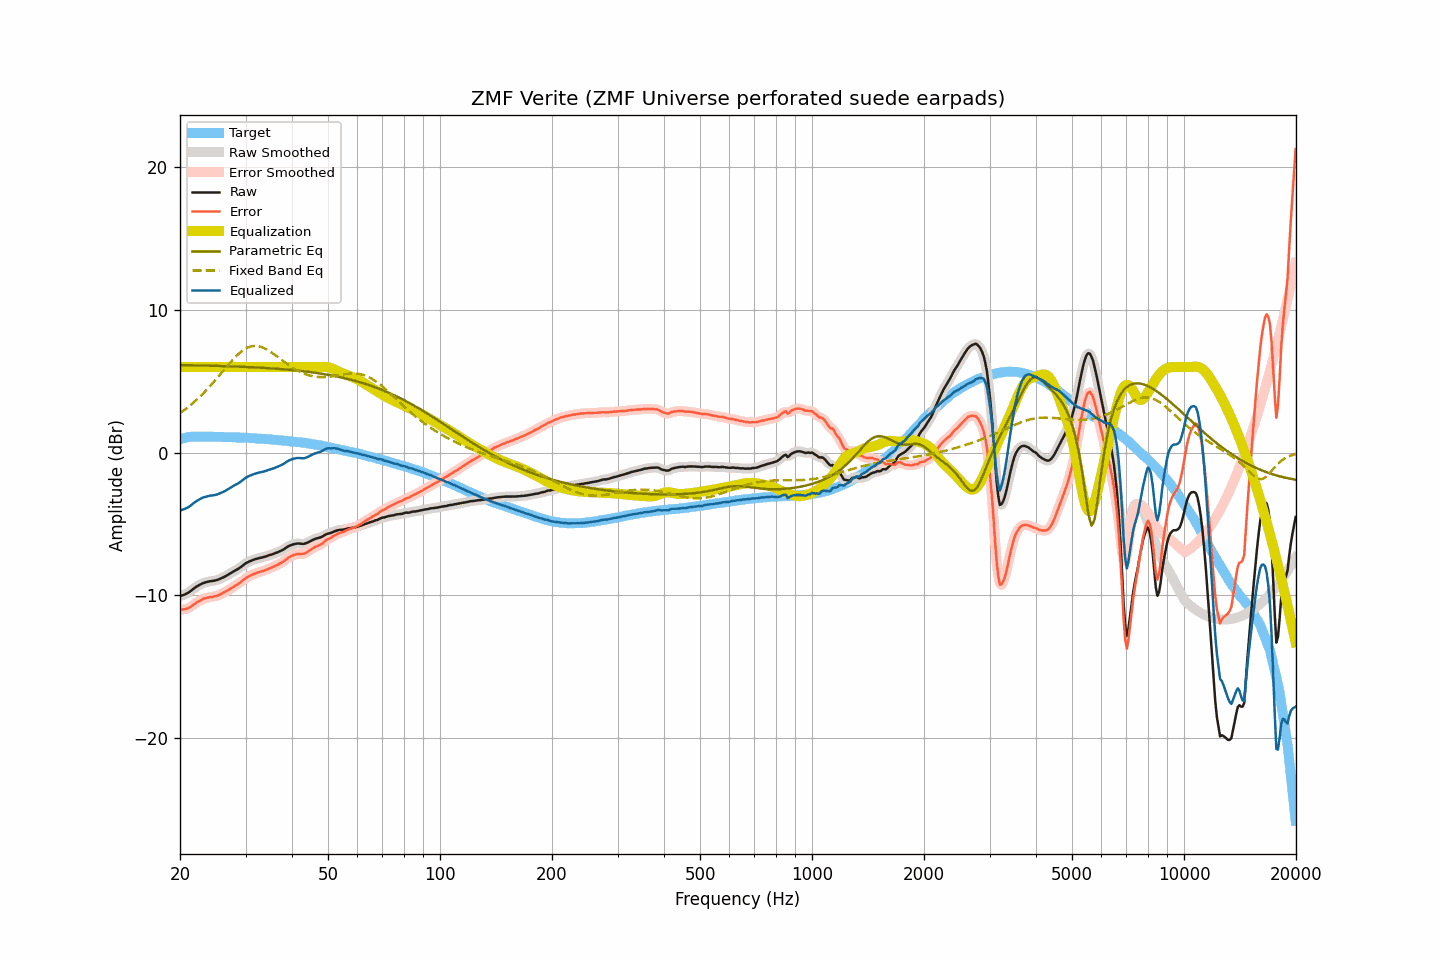 ZMF Verite (ZMF Universe perforated suede earpads)
Target
Raw Smoothed
Error Smoothed
Raw
Error
Equalization
Parametric Eq
Fixed Band Eq
Equalized
20
10
0
−10
−20
Amplitude (dBr)
20 50 100 200 500 1000 2000 5000 10000 20000
Frequency (Hz)